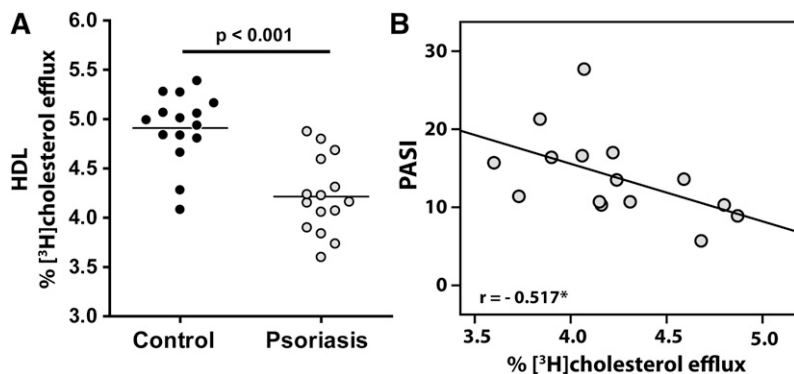 A
p < 0.001
HDL
% [³H]cholesterol efflux
6.0
5.5
5.0
4.5
4.0
3.5
3.0
Control
Psoriasis
B
PASI
30
20
10
0
r = - 0.517*
3.5
4.0
4.5
5.0
% [³H]cholesterol efflux